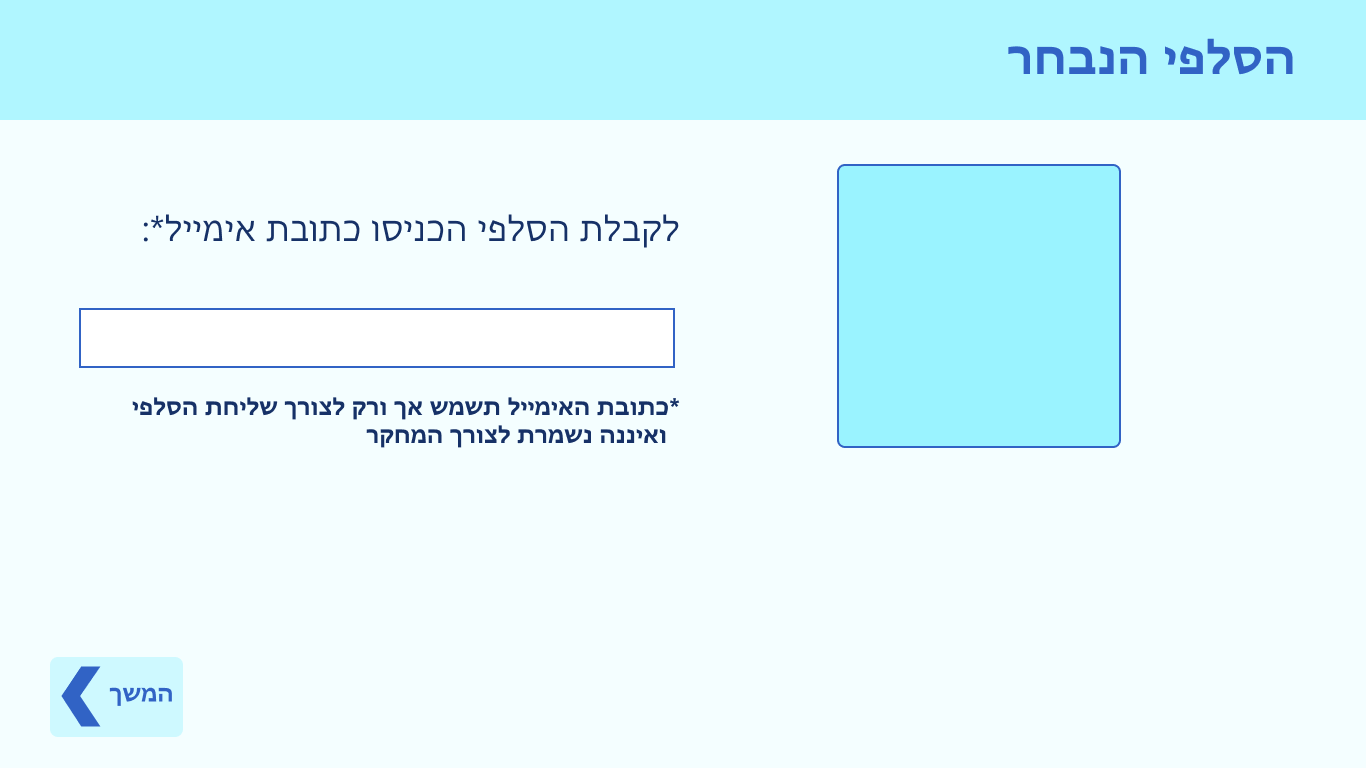 הסלפי הנבחר
לקבלת הסלפי הכניסו כתובת אימייל*:
*כתובת האימייל תשמש אך ורק לצורך שליחת הסלפי
ואיננה נשמרת לצורך המחקר
המשך